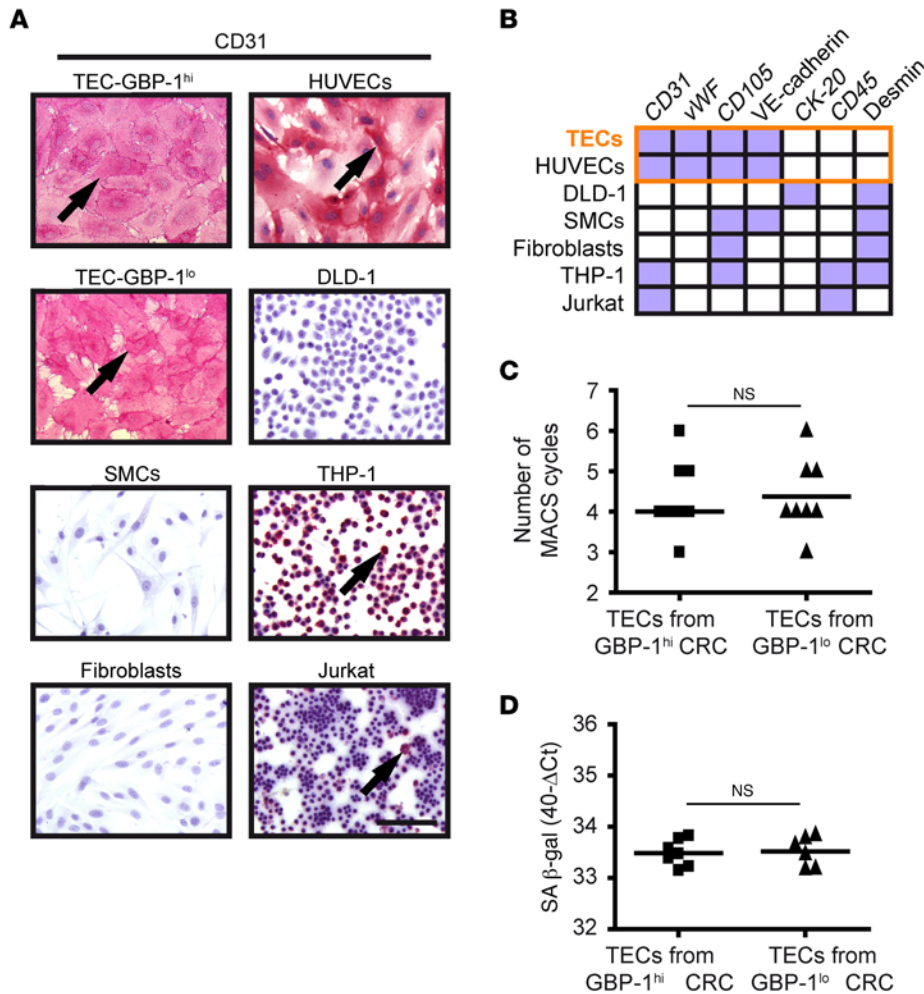 A
CD31
TEC-GBP-1ʰⁱ
HUVECs
TEC-GBP-1ˡᵒ
DLD-1
SMCs
THP-1
Fibroblasts
Jurkat
B
CD31
vWF
CD105
VE-cadherin
CK-20
CD45
Desmin
TECs
HUVECs
DLD-1
SMCs
Fibroblasts
THP-1
Jurkat
C
Number of
MACS cycles
7
6
5
4
3
2
NS
TECs from
GBP-1ʰⁱ CRC
TECs from
GBP-1ˡᵒ CRC
D
SA β-gal (40-ΔCt)
36
35
34
33
32
NS
TECs from
GBP-1ʰⁱ CRC
TECs from
GBP-1ˡᵒ CRC